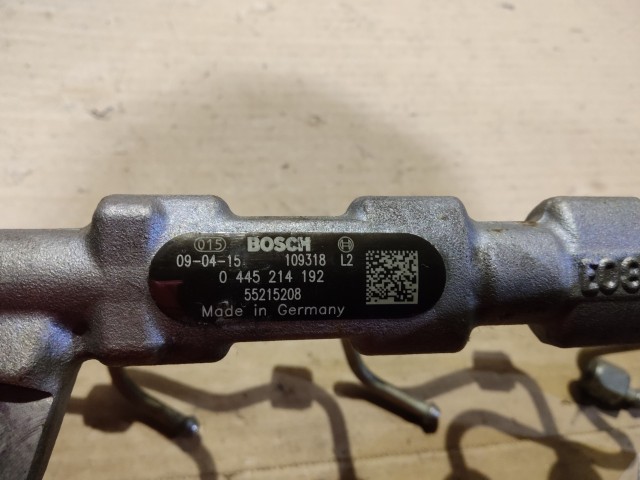 015 BOSCH
09-04-15 109318 L2
0 445 214 192
55215208
Made in Germany